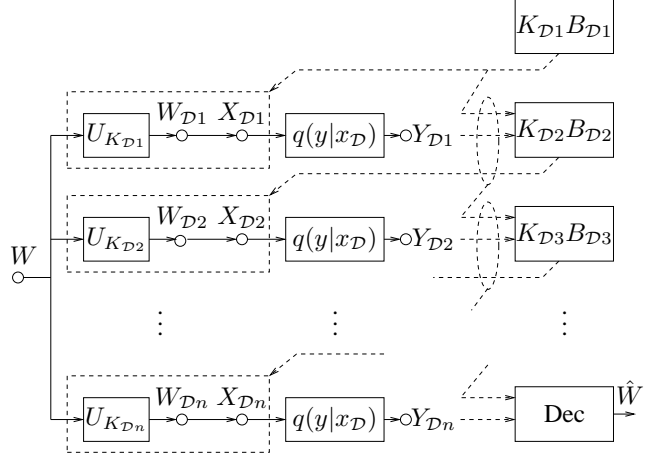 K_{𝒟1}B_{𝒟1}
W_{𝒟1} X_{𝒟1}
U_{K_{𝒟1}} q(y|x_𝒟) Y_{𝒟1} K_{𝒟2}B_{𝒟2}
W_{𝒟2} X_{𝒟2}
U_{K_{𝒟2}} q(y|x_𝒟) Y_{𝒟2} K_{𝒟3}B_{𝒟3}
W
⋮ ⋮ ⋮
W_{𝒟n} X_{𝒟n} Ŵ
U_{K_{𝒟n}} q(y|x_𝒟) Y_{𝒟n} Dec